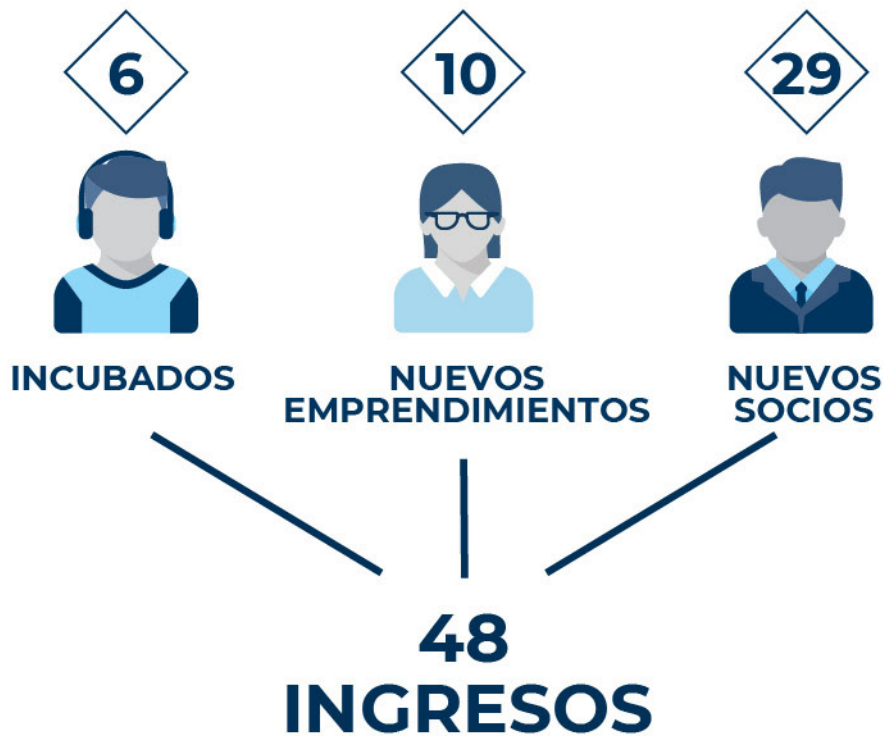 6
10
29
INCUBADOS
NUEVOS
EMPRENDIMIENTOS
NUEVOS
SOCIOS
48
INGRESOS